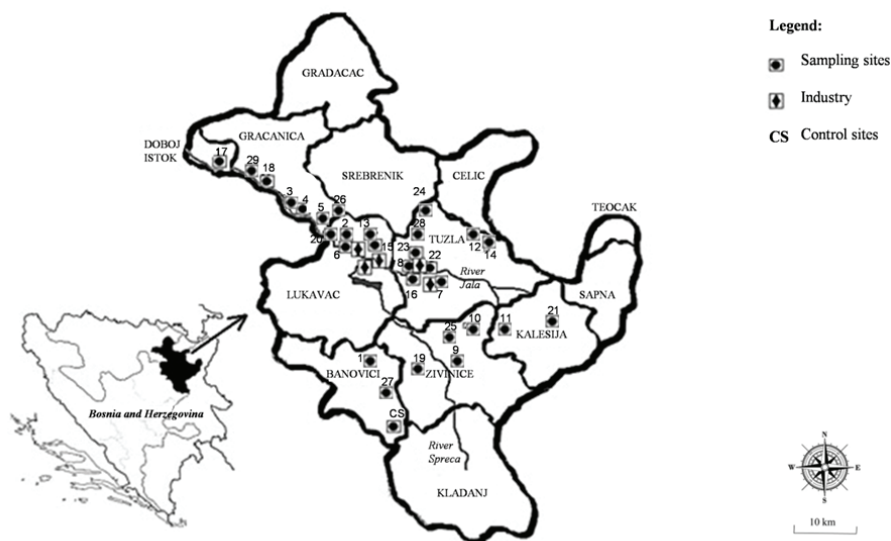 Legend:
Sampling sites
Industry
CS Control sites
GRADACAC
GRACANICA
DOBOJ
ISTOK
17
29
18
SREBRENIK
CELIC
TEOCAK
3
4
5
26
24
20
2
13
28
TUZLA
12
14
6
15
23
8
22
16
7
River
Jala
LUKAVAC
SAPNA
25
10
11
21
KALESIJA
1
BANOVICI
19
9
ZIVINICE
27
CS
River
Spreca
KLADANJ
Bosnia and Herzegovina
N
W
E
S
10 km